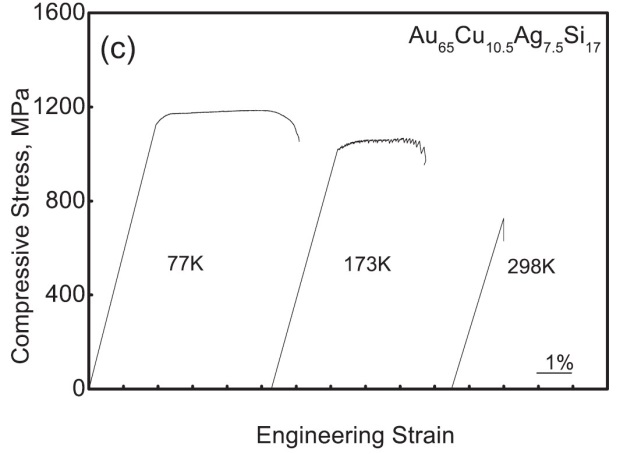 1600
(c)
Au65Cu10.5Ag7.5Si17
1200
Compressive Stress, MPa
800
77K
173K
298K
400
1%
0
Engineering Strain